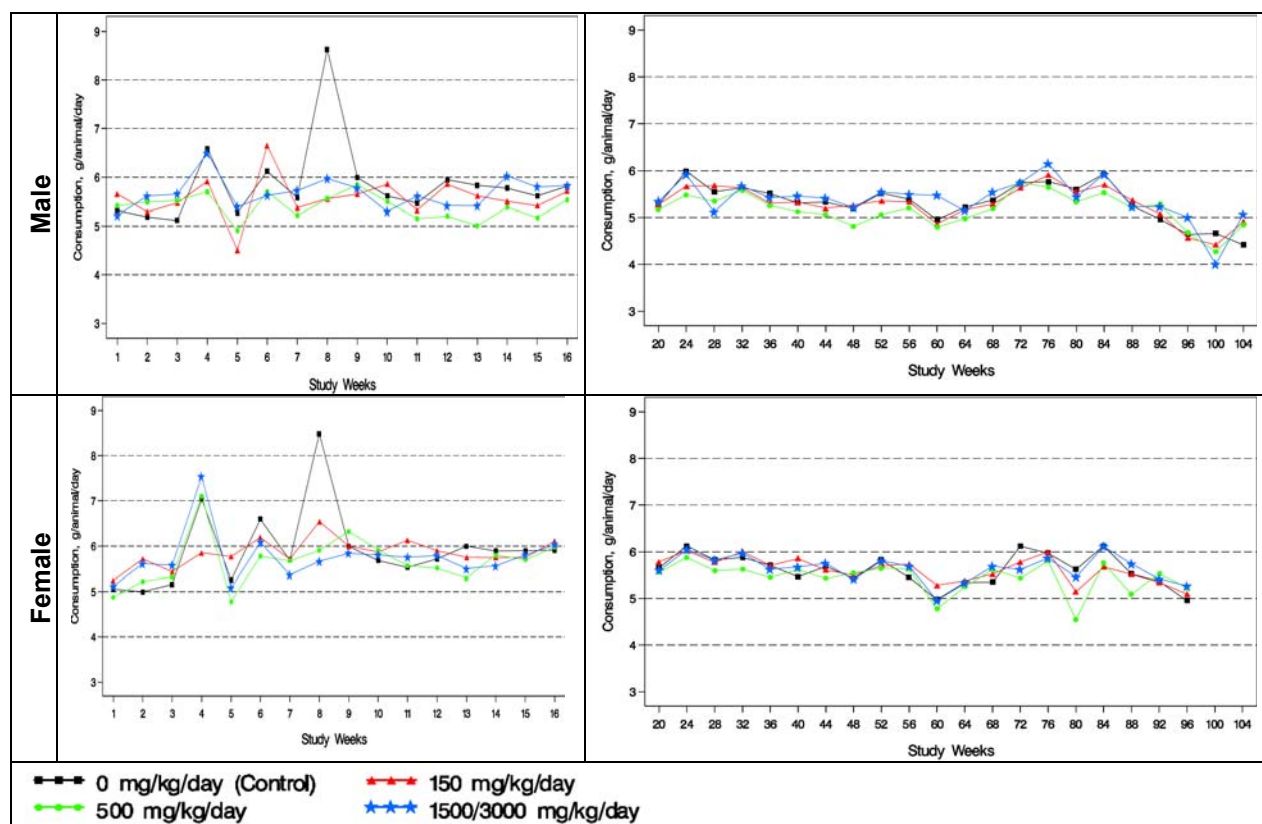 Male
Consumption, g/animal/day
9
8
7
6
5
4
3
1 2 3 4 5 6 7 8 9 10 11 12 13 14 15 16
Study Weeks
Consumption, g/animal/day
9
8
7
6
5
4
3
20 24 28 32 36 40 44 48 52 56 60 64 68 72 76 80 84 88 92 96 100 104
Study Weeks
Female
Consumption, g/animal/day
9
8
7
6
5
4
3
1 2 3 4 5 6 7 8 9 10 11 12 13 14 15 16
Study Weeks
Consumption, g/animal/day
9
8
7
6
5
4
3
20 24 28 32 36 40 44 48 52 56 60 64 68 72 76 80 84 88 92 96 100 104
Study Weeks
0 mg/kg/day (Control) 150 mg/kg/day
500 mg/kg/day 1500/3000 mg/kg/day